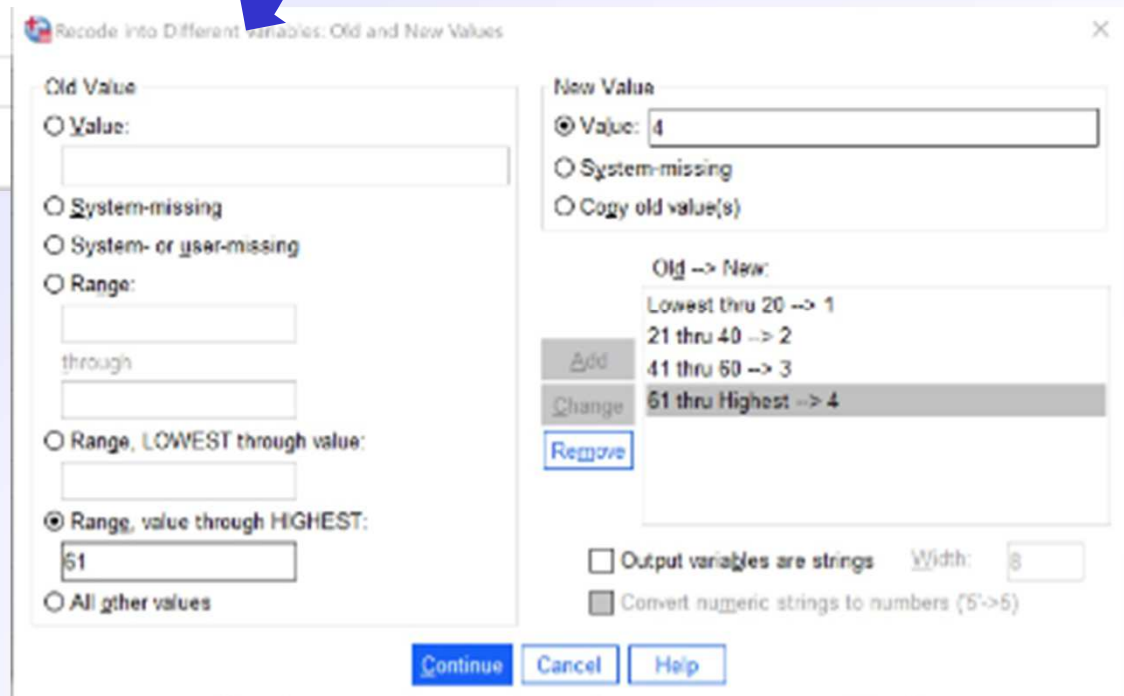 Recode into Different Variables: Old and New Values
Old Value
Value:
System-missing
System- or user-missing
Range:
through
Range, LOWEST through value:
Range, value through HIGHEST:
61
All other values
New Value
Value: 4
System-missing
Copy old value(s)
Old --> New:
Lowest thru 20 --> 1
21 thru 40 --> 2
41 thru 60 --> 3
61 thru Highest --> 4
Add
Change
Remove
Output variables are strings Width: 8
Convert numeric strings to numbers ('5'->5)
Continue Cancel Help